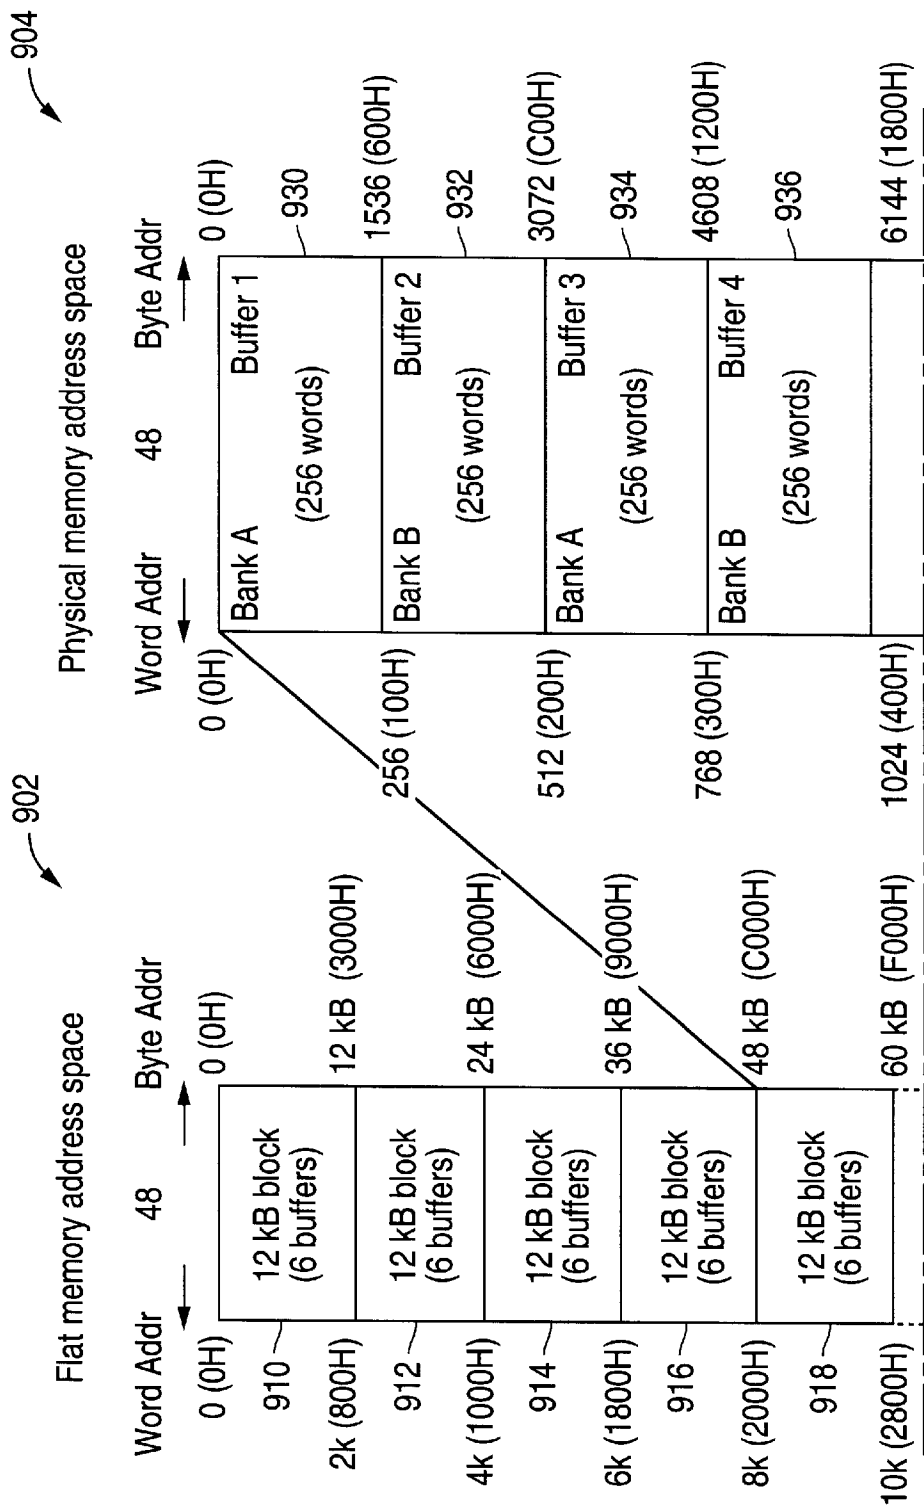 902
Flat memory address space
Word Addr 48 Byte Addr
0 (0H)
0 (0H)
910
12 kB block
(6 buffers)
2k (800H)
12 kB (3000H)
912
12 kB block
(6 buffers)
4k (1000H)
24 kB (6000H)
914
12 kB block
(6 buffers)
6k (1800H)
36 kB (9000H)
916
12 kB block
(6 buffers)
8k (2000H)
48 kB (C000H)
918
12 kB block
(6 buffers)
10k (2800H)
60 kB (F000H)
904
Physical memory address space
Word Addr 48 Byte Addr
0 (0H)
0 (0H)
Bank A Buffer 1
(256 words)
930
256 (100H)
1536 (600H)
Bank B Buffer 2
(256 words)
932
512 (200H)
3072 (C00H)
Bank A Buffer 3
(256 words)
934
768 (300H)
4608 (1200H)
Bank B Buffer 4
(256 words)
936
1024 (400H)
6144 (1800H)